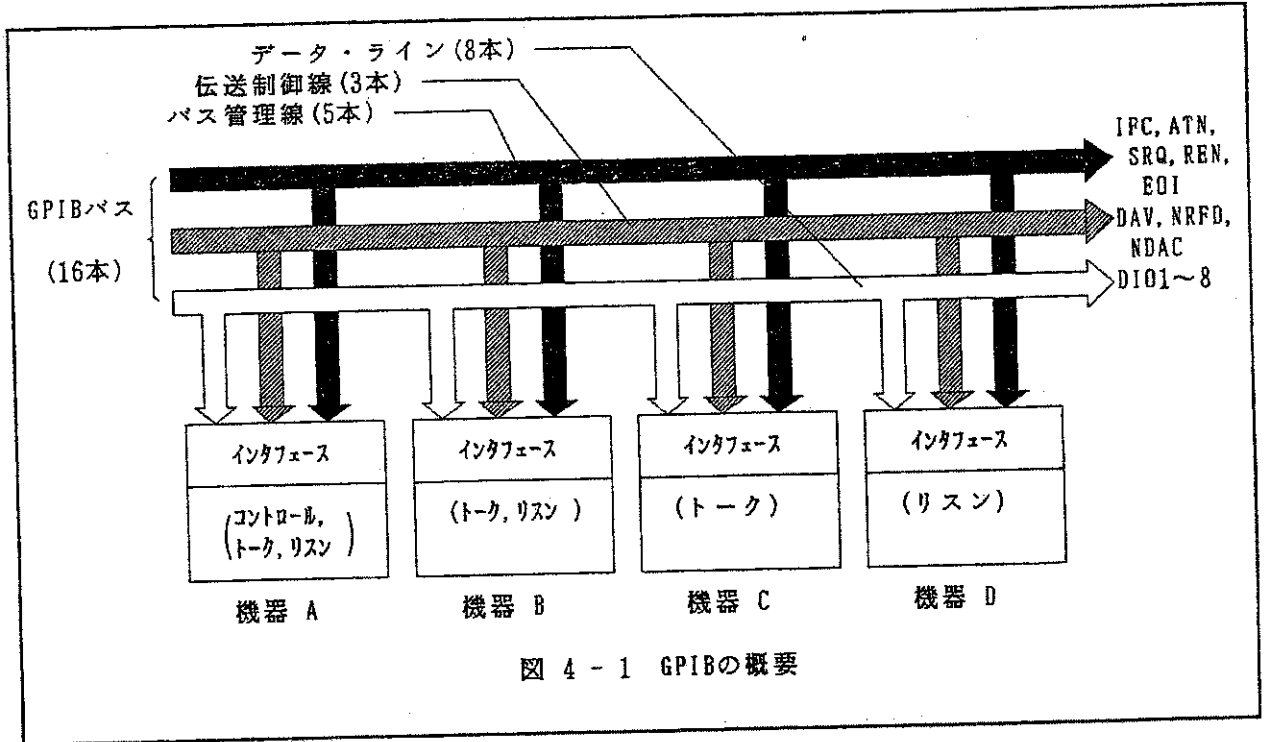 データ・ライン(8本)
伝送制御線(3本)
バス管理線(5本)
GPIBバス
(16本)
IFC, ATN,
SRQ, REN,
EOI
DAV, NRFD,
NDAC
DIO1～8
インタフェース
(コントロール,
トーク, リスン)
機器 A
インタフェース
(トーク, リスン)
機器 B
インタフェース
(トーク)
機器 C
インタフェース
(リスン)
機器 D
図 4 - 1 GPIBの概要